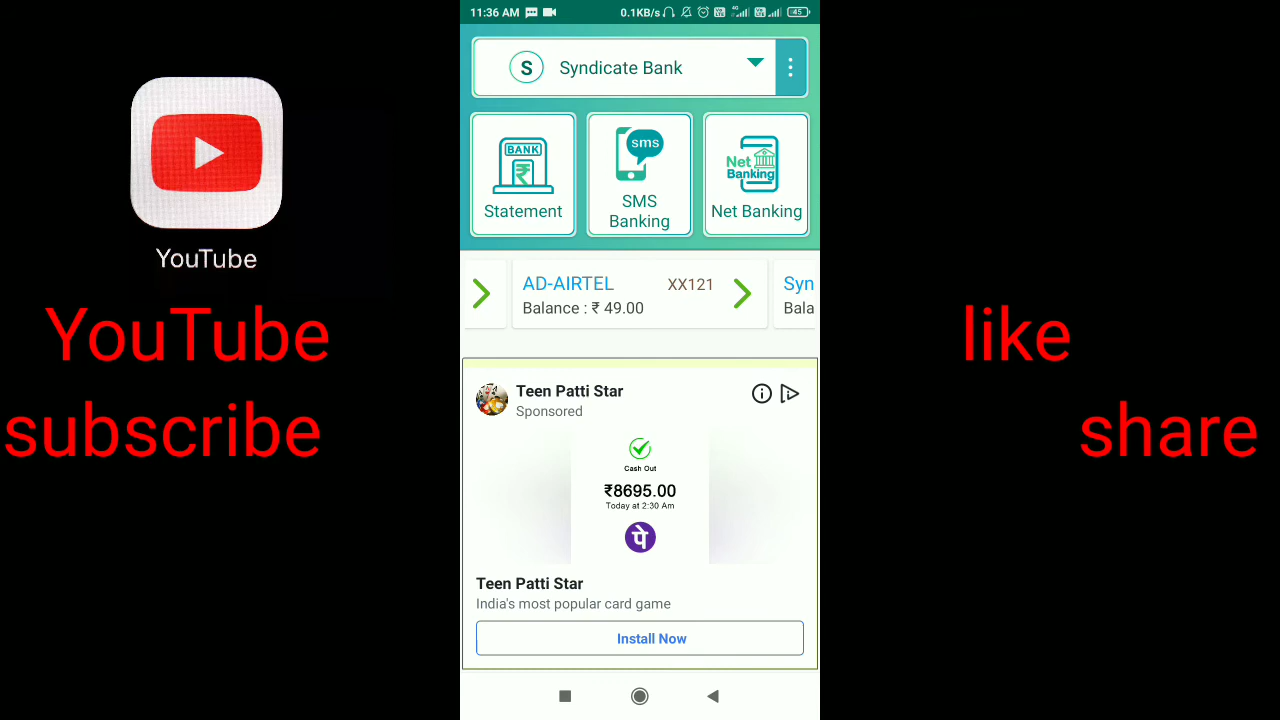 11:36 AM
0.1KB/s
4G
45
S
Syndicate Bank
BANK
Statement
sms
SMS
Banking
Net
Banking
Net Banking
YouTube
YouTube
subscribe
like
share
AD-AIRTEL
XX121
Balance : ₹ 49.00
Syn
Bala
Teen Patti Star
Sponsored
Cash Out
₹8695.00
Today at 2:30 Am
पे
Teen Patti Star
India's most popular card game
Install Now